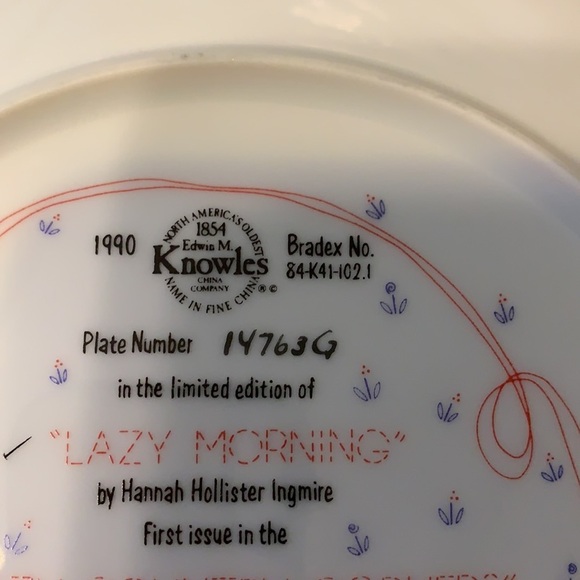 1990
NORTH AMERICA'S OLDEST
1854
Edwin M.
Knowles
CHINA
COMPANY
NAME IN FINE CHINA
® ©
Bradex No.
84-K41-102.1
Plate Number 14763G
in the limited edition of
"LAZY MORNING"
by Hannah Hollister Ingmire
First issue in the